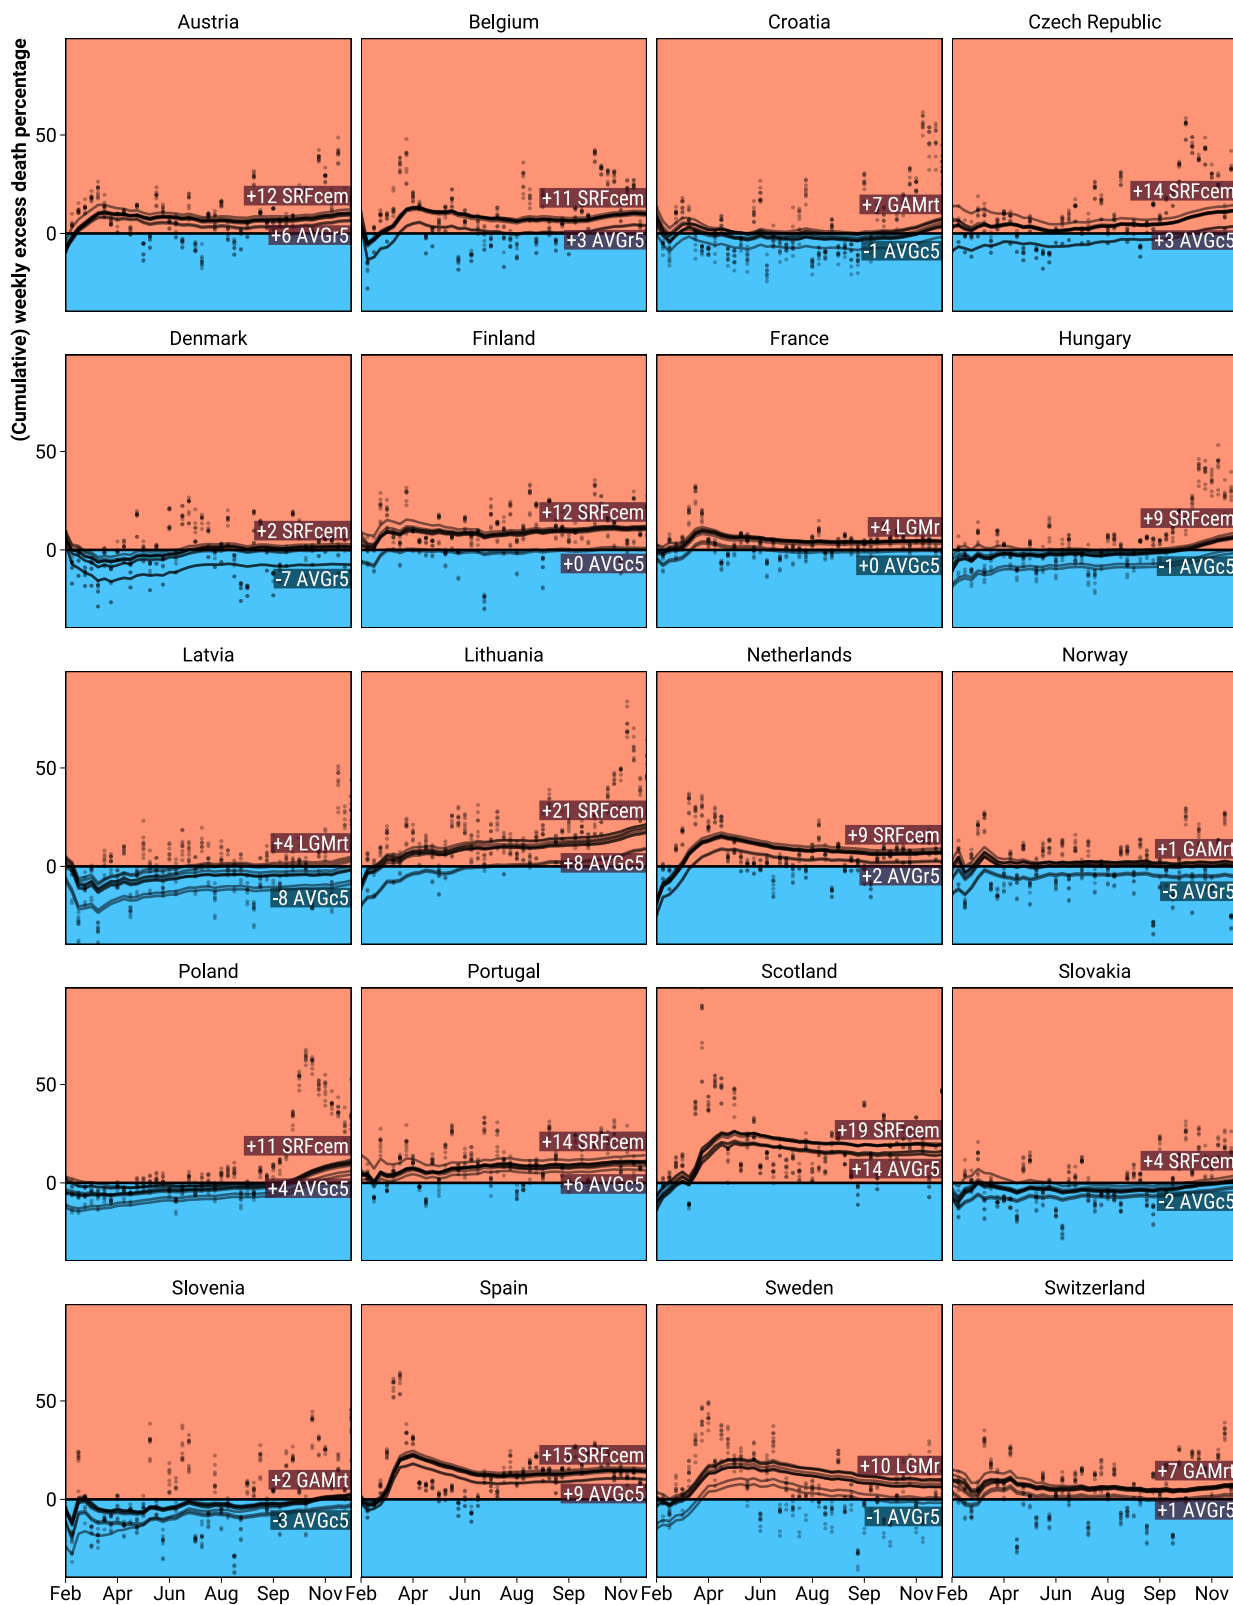 (Cumulative) weekly excess death percentage
Austria
Belgium
Croatia
Czech Republic
50
0
+12 SRFcem
+6 AVGr5
+11 SRFcem
+3 AVGr5
+7 GAMrt
-1 AVGc5
+14 SRFcem
+3 AVGc5
Denmark
Finland
France
Hungary
50
0
+2 SRFcem
-7 AVGr5
+12 SRFcem
+0 AVGc5
+4 LGMr
+0 AVGc5
+9 SRFcem
-1 AVGc5
Latvia
Lithuania
Netherlands
Norway
50
0
+4 LGMrt
-8 AVGc5
+21 SRFcem
+8 AVGc5
+9 SRFcem
+2 AVGr5
+1 GAMrt
-5 AVGr5
Poland
Portugal
Scotland
Slovakia
50
0
+11 SRFcem
+4 AVGc5
+14 SRFcem
+6 AVGc5
+19 SRFcem
+14 AVGr5
+4 SRFcem
-2 AVGc5
Slovenia
Spain
Sweden
Switzerland
50
0
+2 GAMrt
-3 AVGc5
+15 SRFcem
+9 AVGc5
+10 LGMr
-1 AVGr5
+7 GAMrt
+1 AVGr5
Feb Apr Jun Aug Sep Nov
Feb Apr Jun Aug Sep Nov
Feb Apr Jun Aug Sep Nov
Feb Apr Jun Aug Sep Nov